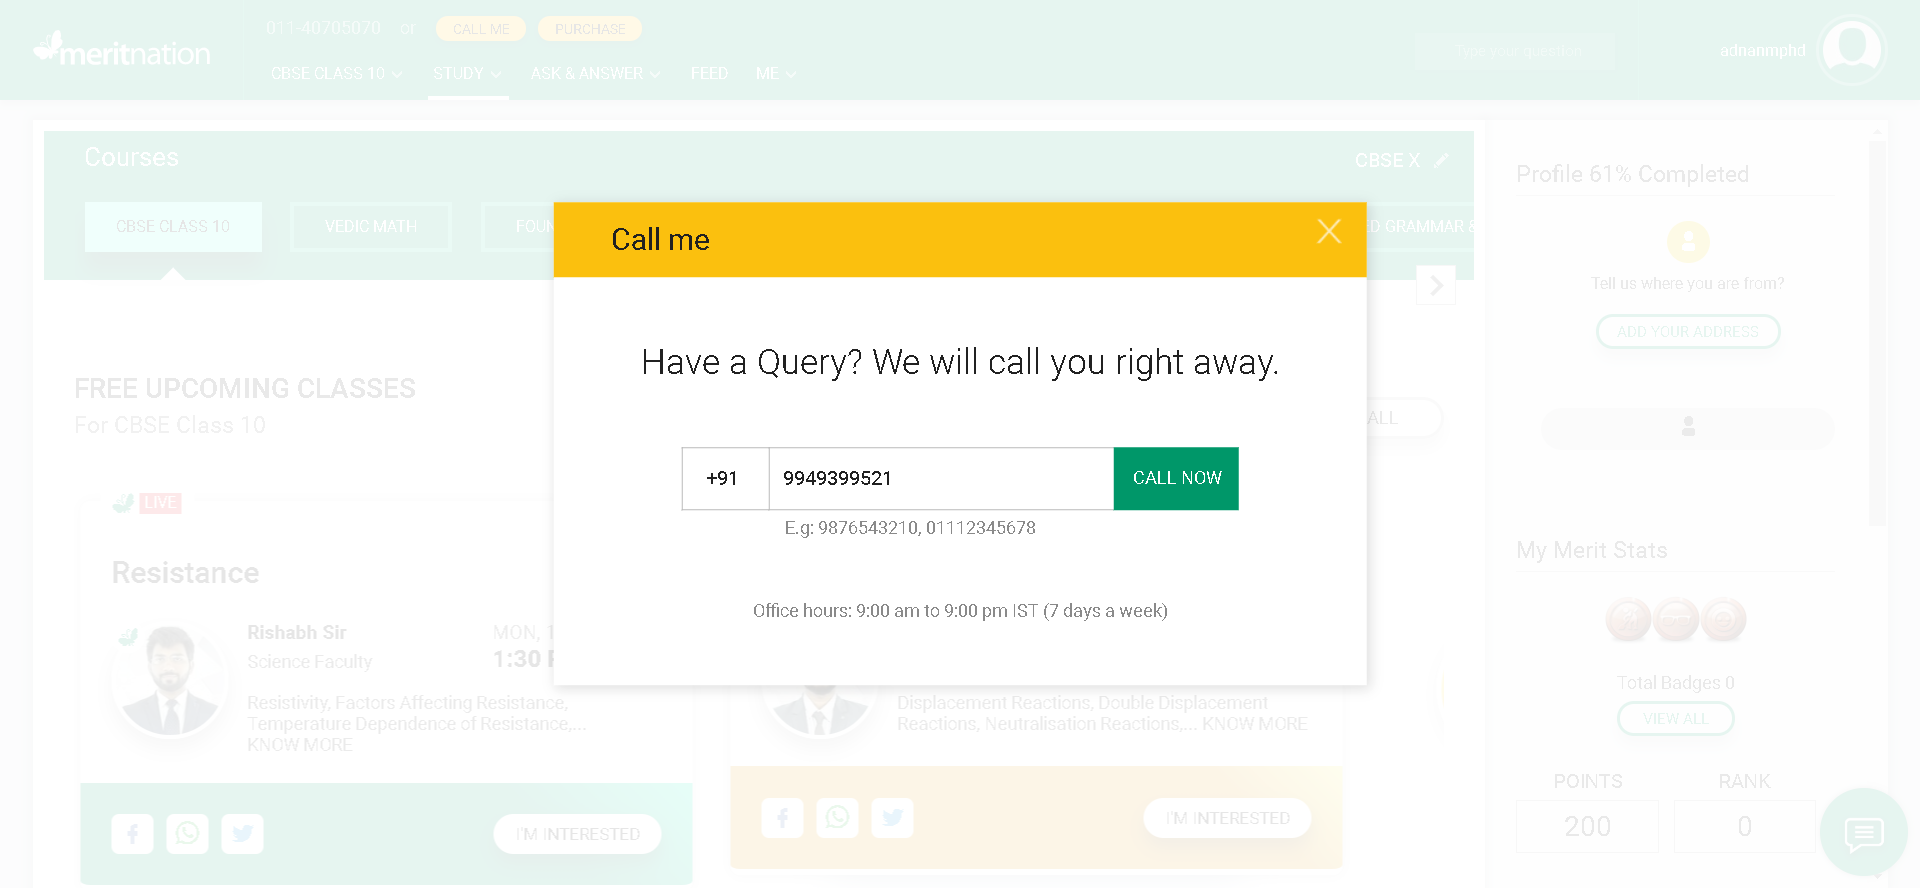 011-40705070 or CALL ME PURCHASE
meritnation
Type your question
adnanmphd
CBSE CLASS 10 STUDY ASK & ANSWER FEED ME
Courses
CBSE X
CBSE CLASS 10 VEDIC MATH FOUN ED GRAMMAR &
Call me
Have a Query? We will call you right away.
+91 9949399521 CALL NOW
E.g: 9876543210, 01112345678
Office hours: 9:00 am to 9:00 pm IST (7 days a week)
FREE UPCOMING CLASSES
For CBSE Class 10
ALL
LIVE
Resistance
Rishabh Sir
Science Faculty
MON, 1
1:30 P
Resistivity, Factors Affecting Resistance,
Temperature Dependence of Resistance,...
KNOW MORE
I'M INTERESTED
Displacement Reactions, Double Displacement
Reactions, Neutralisation Reactions,... KNOW MORE
I'M INTERESTED
Profile 61% Completed
Tell us where you are from?
ADD YOUR ADDRESS
My Merit Stats
Total Badges 0
VIEW ALL
POINTS RANK
200 0